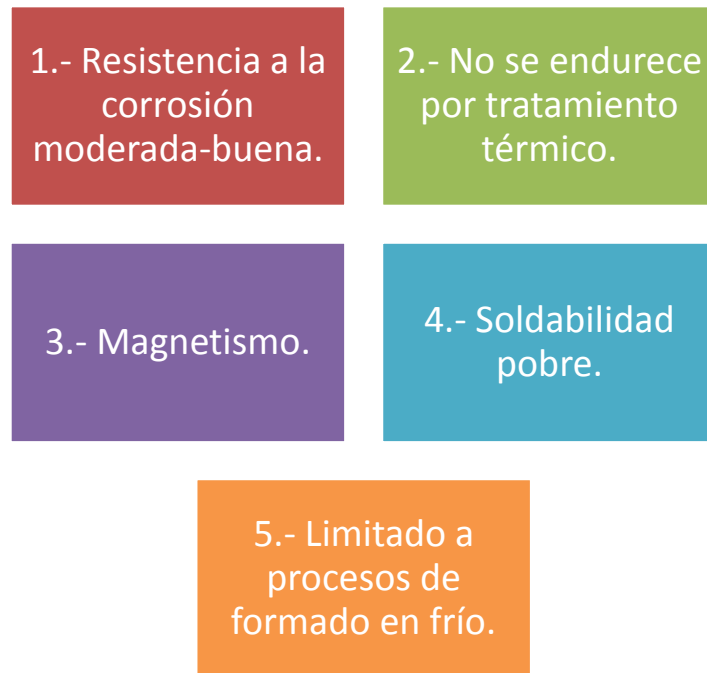 1.- Resistencia a la
corrosión
moderada-buena.
2.- No se endurece
por tratamiento
térmico.
3.- Magnetismo.
4.- Soldabilidad
pobre.
5.- Limitado a
procesos de
formado en frío.